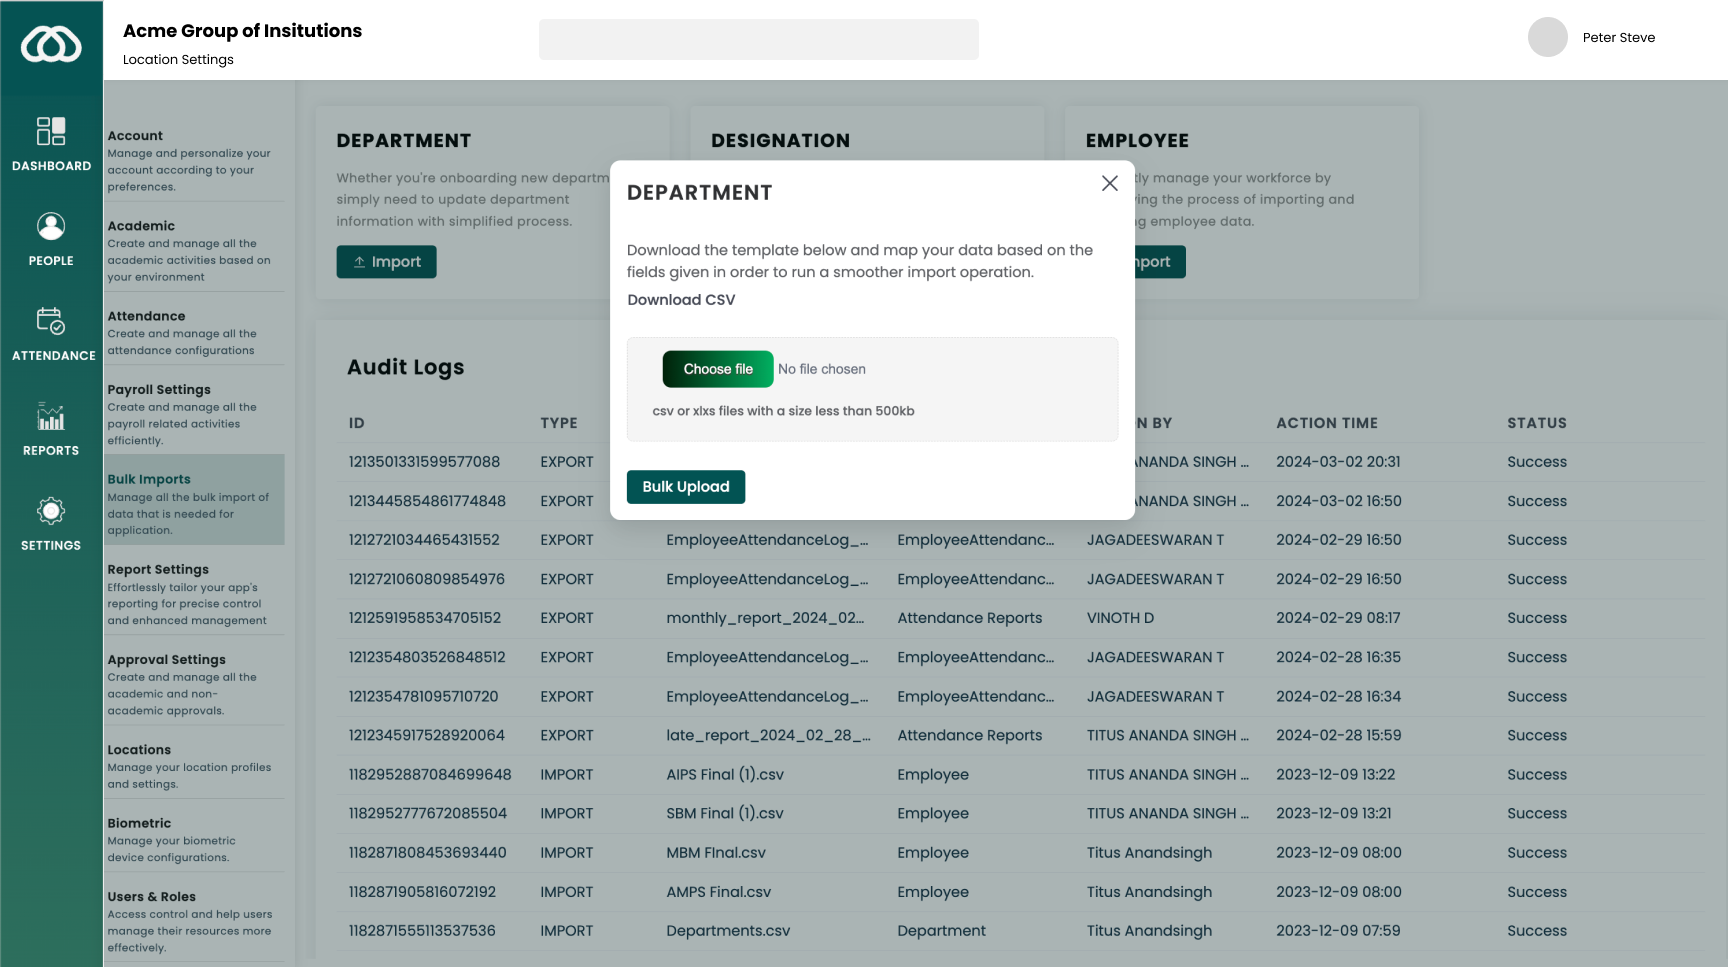 Acme Group of Insitutions
Location Settings
Peter Steve
DASHBOARD
PEOPLE
ATTENDANCE
REPORTS
SETTINGS
Account
Manage and personalize your
account according to your
preferences.
Academic
Create and manage all the
academic activities based on
your environment
Attendance
Create and manage all the
attendance configurations
Payroll Settings
Create and manage all the
payroll related activities
efficiently.
Bulk Imports
Manage all the bulk import of
data that is needed for
application.
Report Settings
Effortlessly tailor your app's
reporting for precise control
and enhanced management
Approval Settings
Create and manage all the
academic and non-
academic approvals.
Locations
Manage your location profiles
and settings.
Biometric
Manage your biometric
device configurations.
Users & Roles
Access control and help users
manage their resources more
effectively.
DEPARTMENT
Whether you're onboarding new departm
simply need to update department
information with simplified process.
Import
DESIGNATION
EMPLOYEE
tly manage your workforce by
ing the process of importing and
g employee data.
port
DEPARTMENT
Download the template below and map your data based on the
fields given in order to run a smoother import operation.
Download CSV
Choose file No file chosen
csv or xlxs files with a size less than 500kb
Bulk Upload
Audit Logs
ID TYPE N BY ACTION TIME STATUS
1213501331599577088 EXPORT ANANDA SINGH ... 2024-03-02 20:31 Success
1213445854861774848 EXPORT ANANDA SINGH ... 2024-03-02 16:50 Success
1212721034465431552 EXPORT EmployeeAttendanceLog_... EmployeeAttendanc... JAGADEESWARAN T 2024-02-29 16:50 Success
1212721060809854976 EXPORT EmployeeAttendanceLog_... EmployeeAttendanc... JAGADEESWARAN T 2024-02-29 16:50 Success
1212591958534705152 EXPORT monthly_report_2024_02... Attendance Reports VINOTH D 2024-02-29 08:17 Success
1212354803526848512 EXPORT EmployeeAttendanceLog_... EmployeeAttendanc... JAGADEESWARAN T 2024-02-28 16:35 Success
1212354781095710720 EXPORT EmployeeAttendanceLog_... EmployeeAttendanc... JAGADEESWARAN T 2024-02-28 16:34 Success
1212345917528920064 EXPORT late_report_2024_02_28_... Attendance Reports TITUS ANANDA SINGH ... 2024-02-28 15:59 Success
1182952887084699648 IMPORT AIPS Final (1).csv Employee TITUS ANANDA SINGH ... 2023-12-09 13:22 Success
1182952777672085504 IMPORT SBM Final (1).csv Employee TITUS ANANDA SINGH ... 2023-12-09 13:21 Success
1182871808453693440 IMPORT MBM FInal.csv Employee Titus Anandsingh 2023-12-09 08:00 Success
1182871905816072192 IMPORT AMPS Final.csv Employee Titus Anandsingh 2023-12-09 08:00 Success
1182871555113537536 IMPORT Departments.csv Department Titus Anandsingh 2023-12-09 07:59 Success